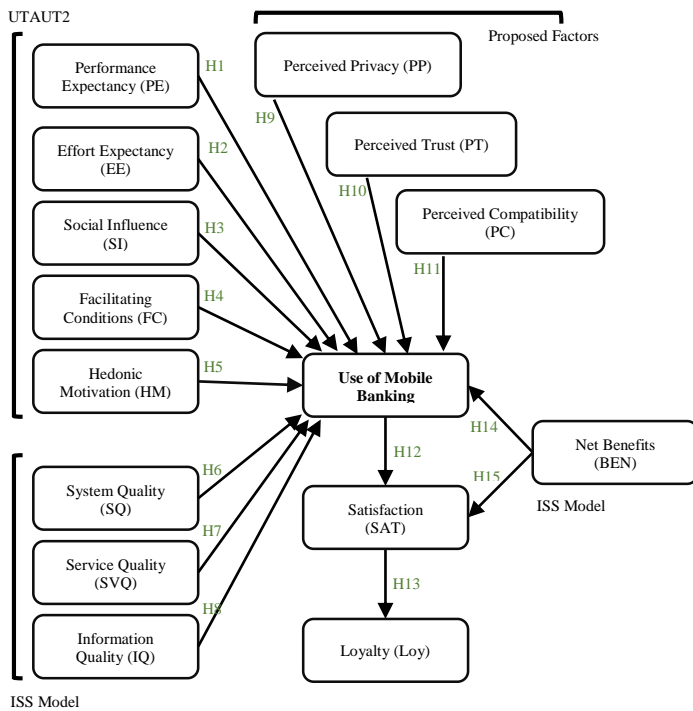 UTAUT2
Proposed Factors
Performance
Expectancy (PE)
H1
Perceived Privacy (PP)
H9
Effort Expectancy
(EE)
H2
Perceived Trust (PT)
H10
Social Influence
(SI)
H3
Perceived Compatibility
(PC)
H11
Facilitating
Conditions (FC)
H4
Hedonic
Motivation (HM)
H5
Use of Mobile
Banking
H14
Net Benefits
(BEN)
H15
ISS Model
H12
System Quality
(SQ)
H6
Satisfaction
(SAT)
Service Quality
(SVQ)
H7
H13
Information
Quality (IQ)
H8
Loyalty (Loy)
ISS Model